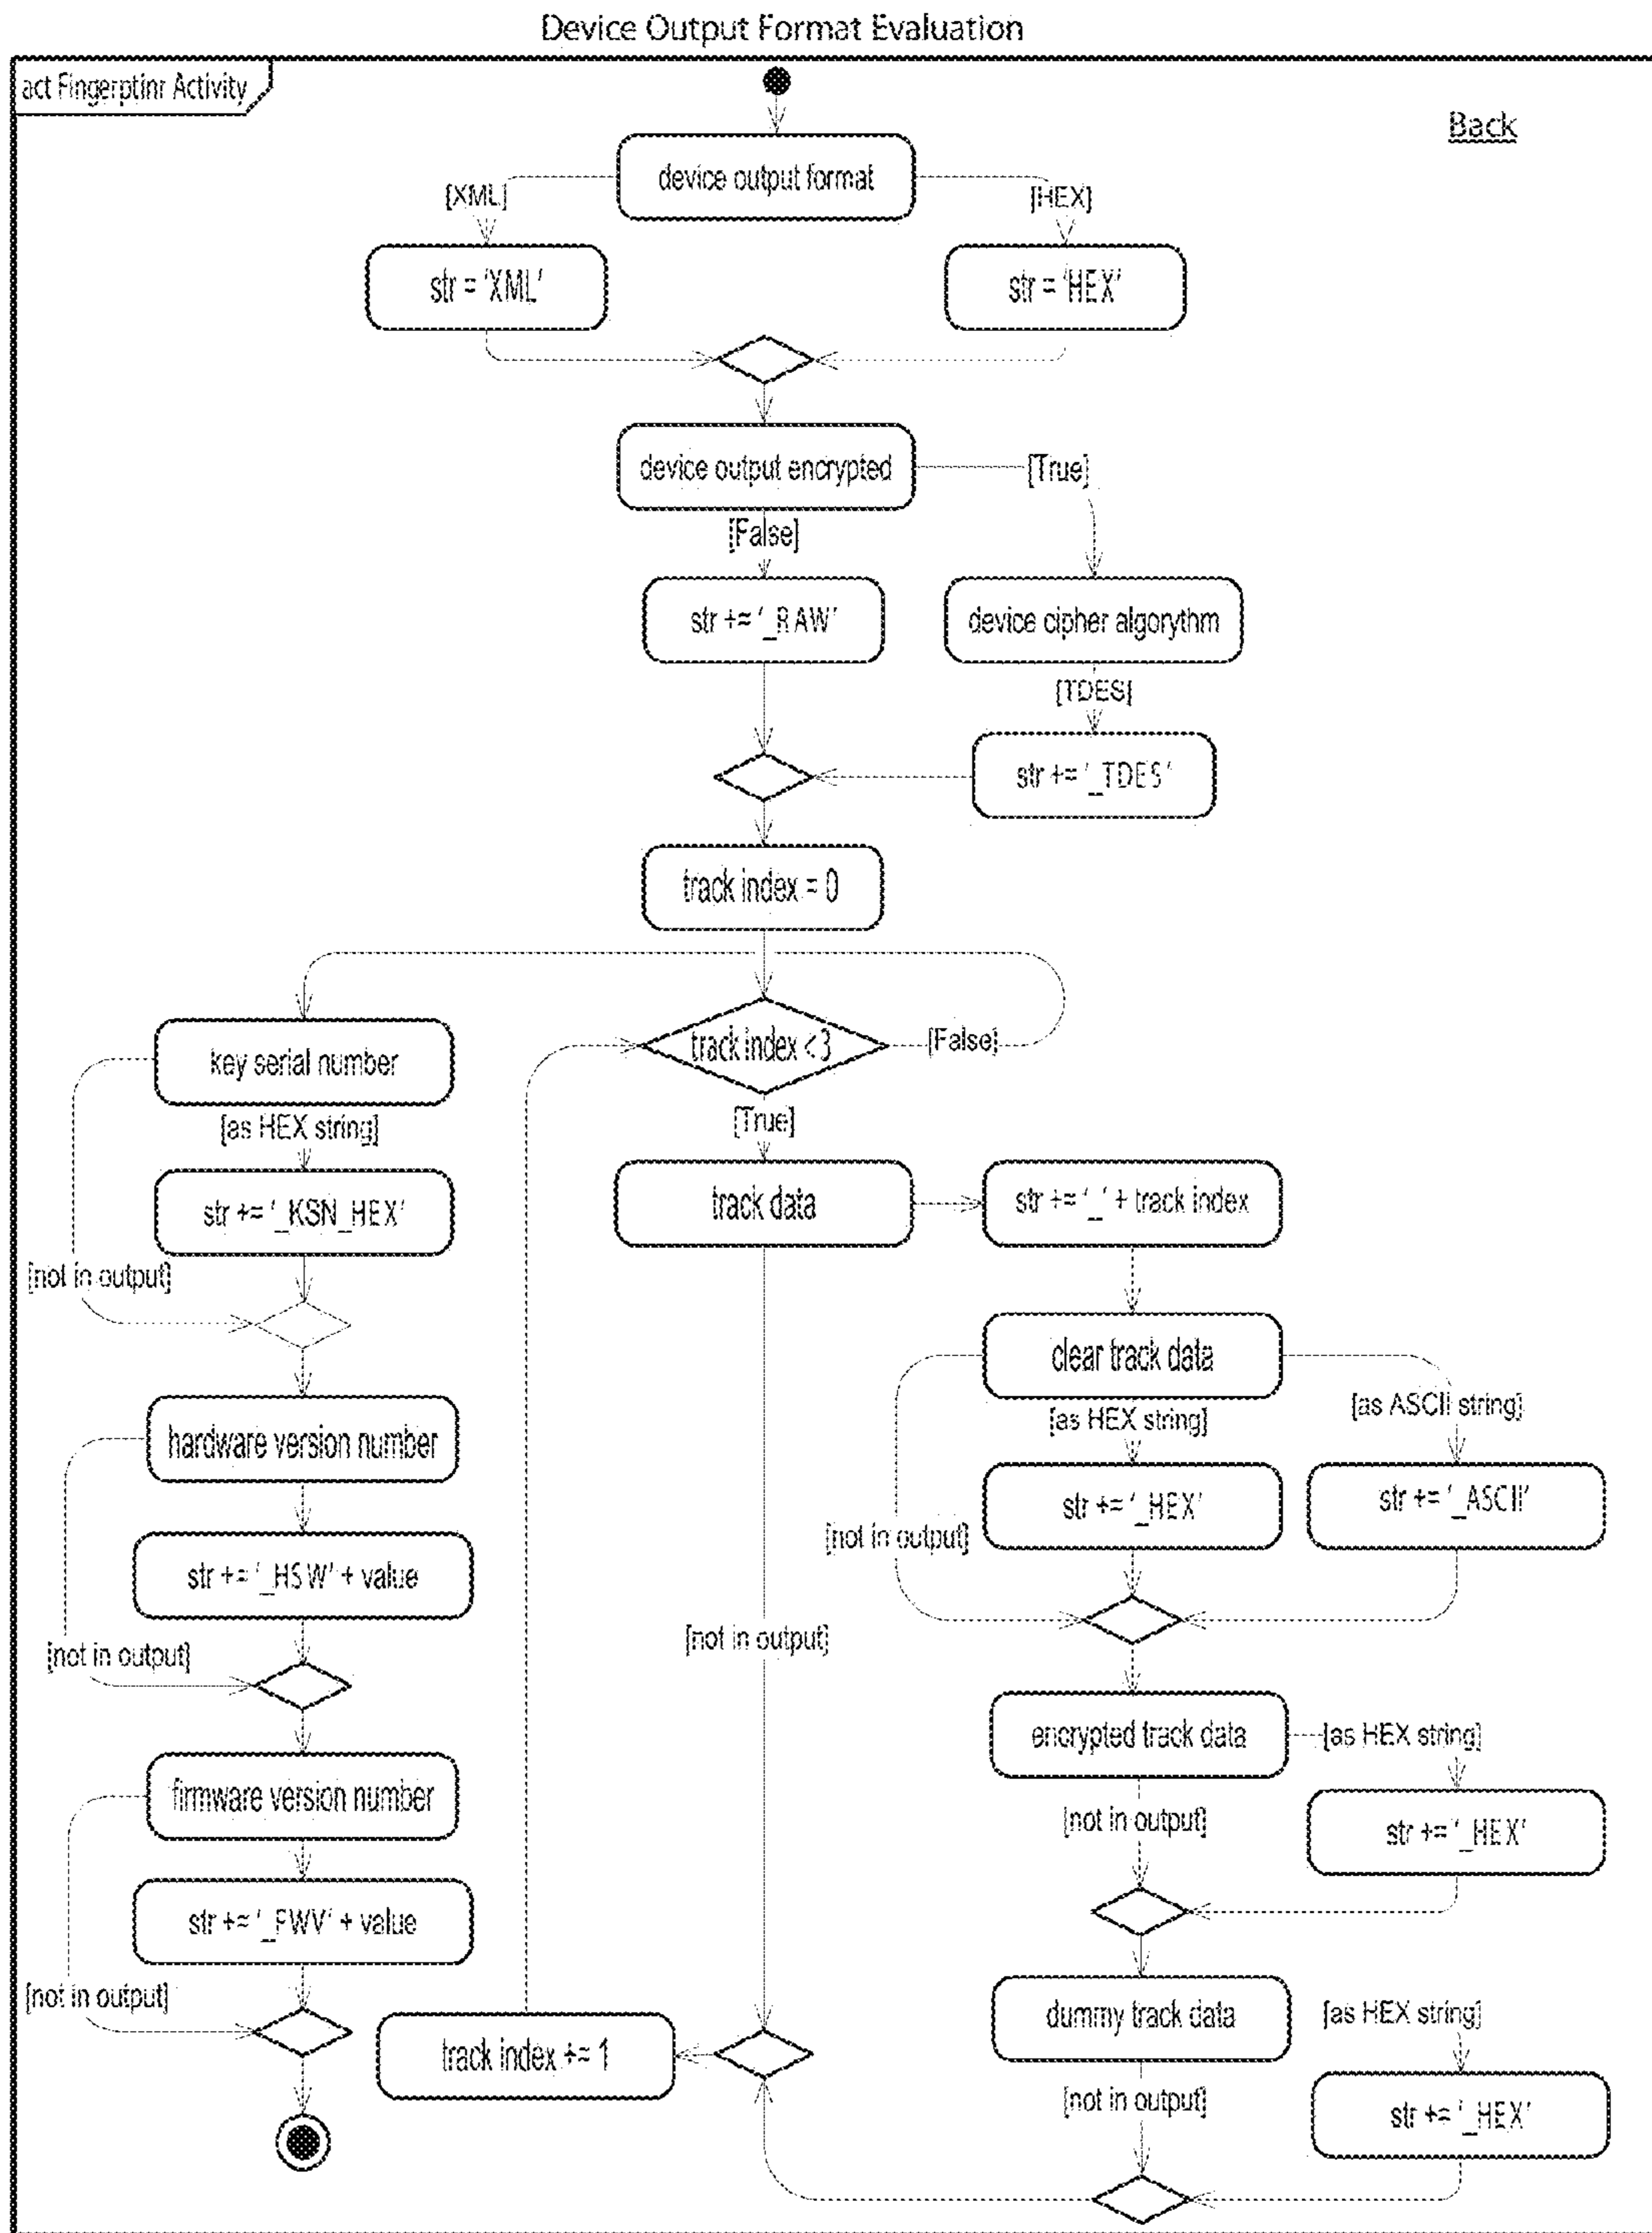 Device Output Format Evaluation
act Fingerptinr Activity
Back
device output format
[XML]
[HEX]
str = 'XML'
str = 'HEX'
device output encrypted
[True]
[False]
str += '_RAW'
device cipher algorythm
[TDES]
str += '_TDES'
track index = 0
track index < 3
[False]
key serial number
[as HEX string]
[True]
str += '_KSN_HEX'
track data
str += '_' + track index
[not in output]
clear track data
[as HEX string]
[as ASCII string]
hardware version number
str += '_HEX'
str += '_ASCII'
[not in output]
str += '_HSW' + value
[not in output]
[not in output]
encrypted track data
[as HEX string]
firmware version number
[not in output]
str += '_HEX'
str += '_FWV' + value
[not in output]
dummy track data
[as HEX string]
track index += 1
[not in output]
str += '_HEX'